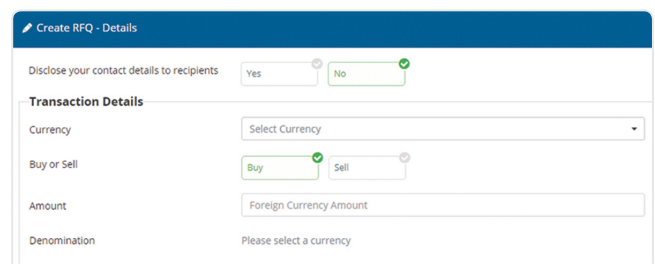 Create RFQ - Details
Disclose your contact details to recipients Yes No
Transaction Details
Currency Select Currency
Buy or Sell Buy Sell
Amount Foreign Currency Amount
Denomination Please select a currency